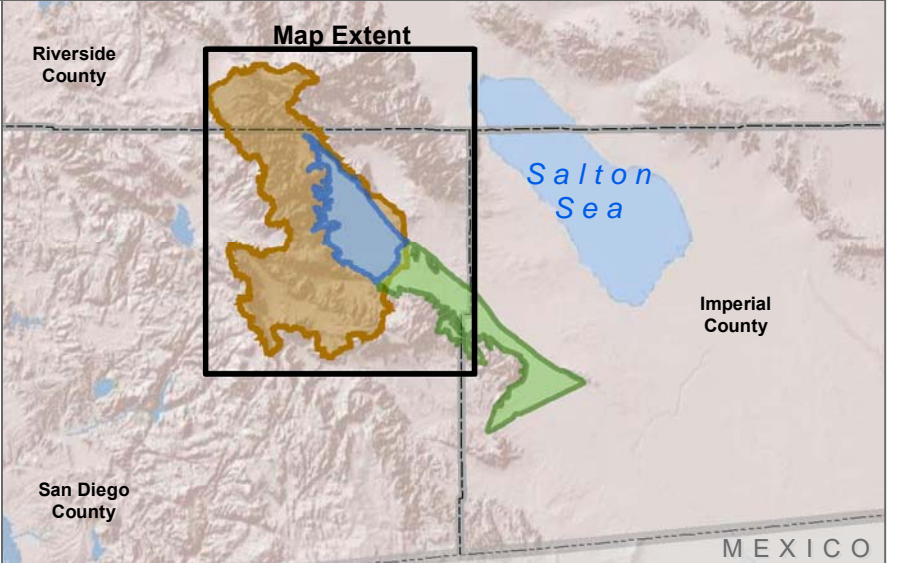 Map Extent
Riverside
County
Salton
Sea
Imperial
County
San Diego
County
MEXICO